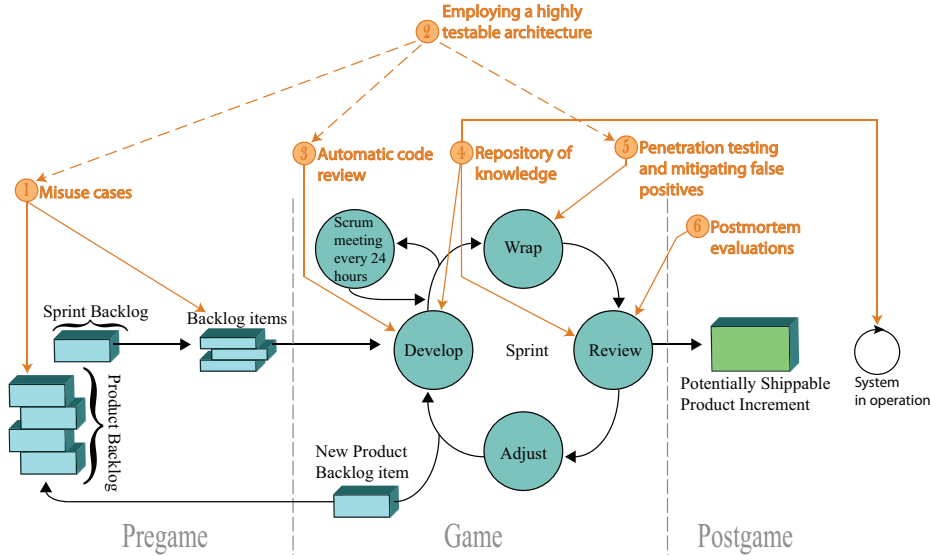 2
Employing a highly
testable architecture
3
Automatic code
review
4
Repository of
knowledge
5
Penetration testing
and mitigating false
positives
1
Misuse cases
6
Postmortem
evaluations
Scrum
meeting
every 24
hours
Wrap
Sprint Backlog
Backlog items
Develop
Sprint
Review
Potentially Shippable
Product Increment
System
in operation
Product Backlog
Adjust
New Product
Backlog item
Pregame
Game
Postgame